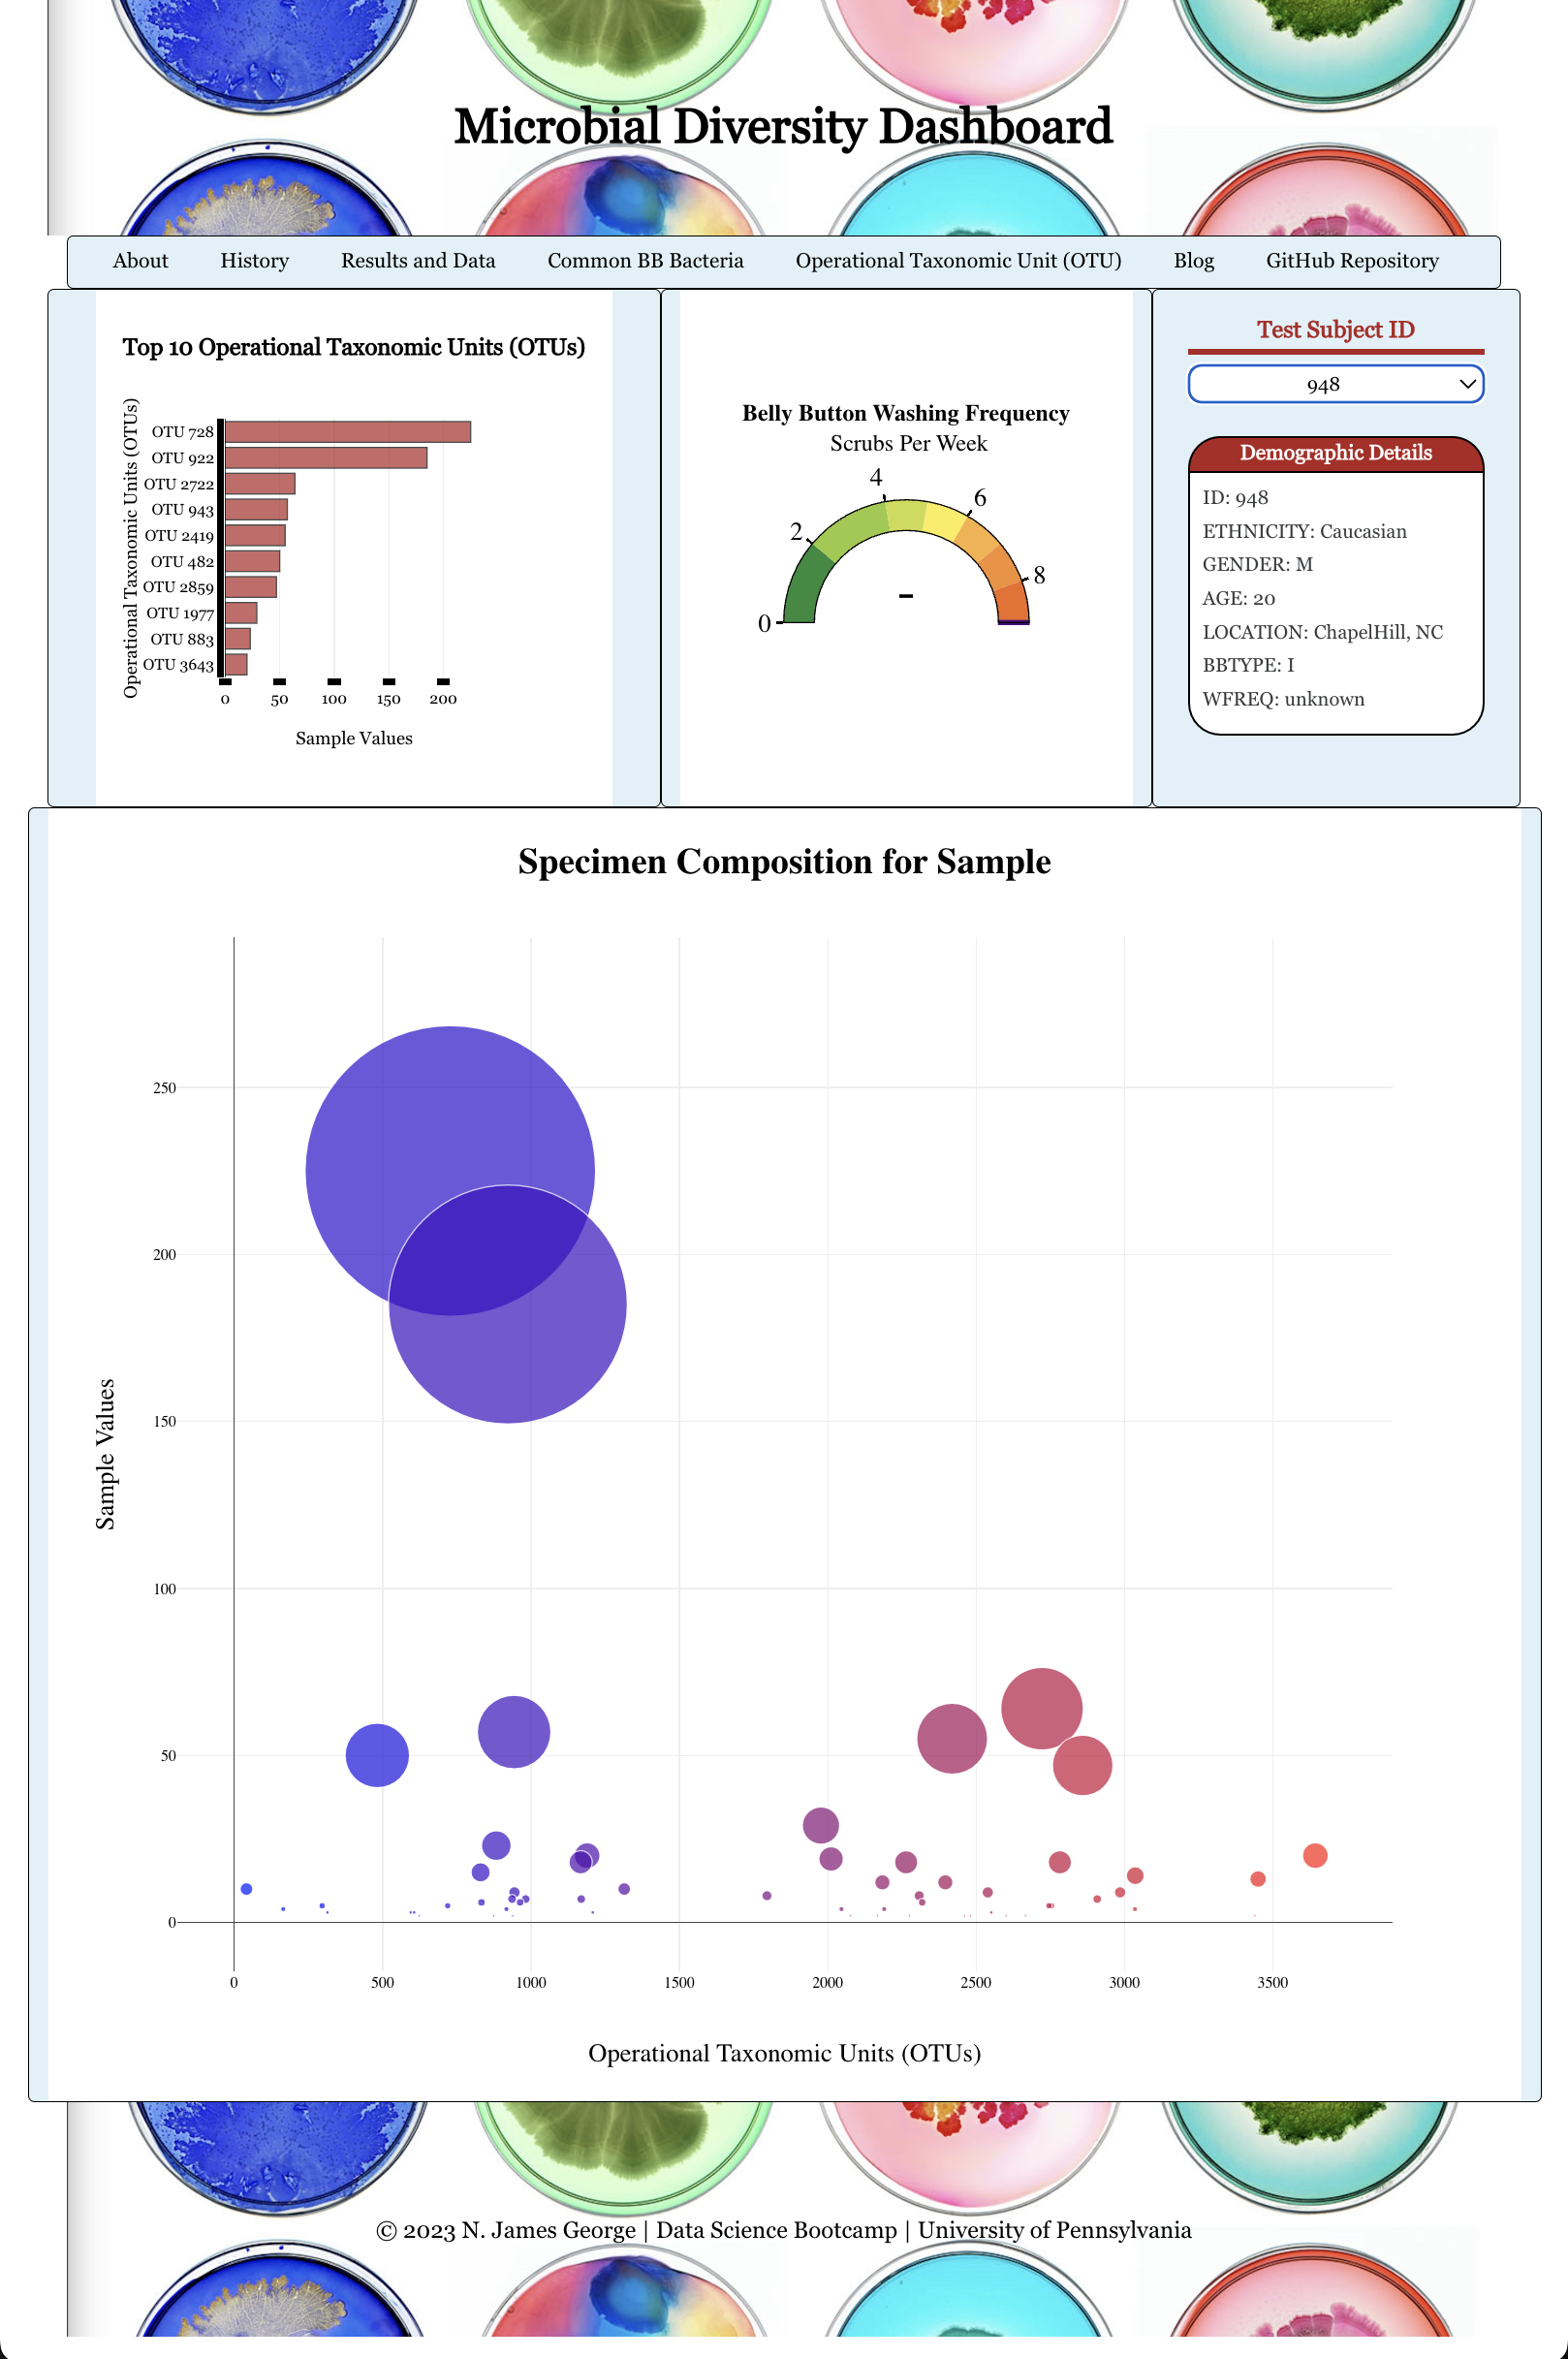 Microbial Diversity Dashboard
About History Results and Data Common BB Bacteria Operational Taxonomic Unit (OTU) Blog GitHub Repository
Top 10 Operational Taxonomic Units (OTUs)
Operational Taxonomic Units (OTUs)
OTU 728
OTU 922
OTU 2722
OTU 943
OTU 2419
OTU 482
OTU 2859
OTU 1977
OTU 883
OTU 3643
0 50 100 150 200
Sample Values
Belly Button Washing Frequency
Scrubs Per Week
0
2
4
6
8
-
Test Subject ID
948
Demographic Details
ID: 948
ETHNICITY: Caucasian
GENDER: M
AGE: 20
LOCATION: ChapelHill, NC
BBTYPE: I
WFREQ: unknown
Specimen Composition for Sample
Sample Values
250
200
150
100
50
0
0 500 1000 1500 2000 2500 3000 3500
Operational Taxonomic Units (OTUs)
© 2023 N. James George | Data Science Bootcamp | University of Pennsylvania